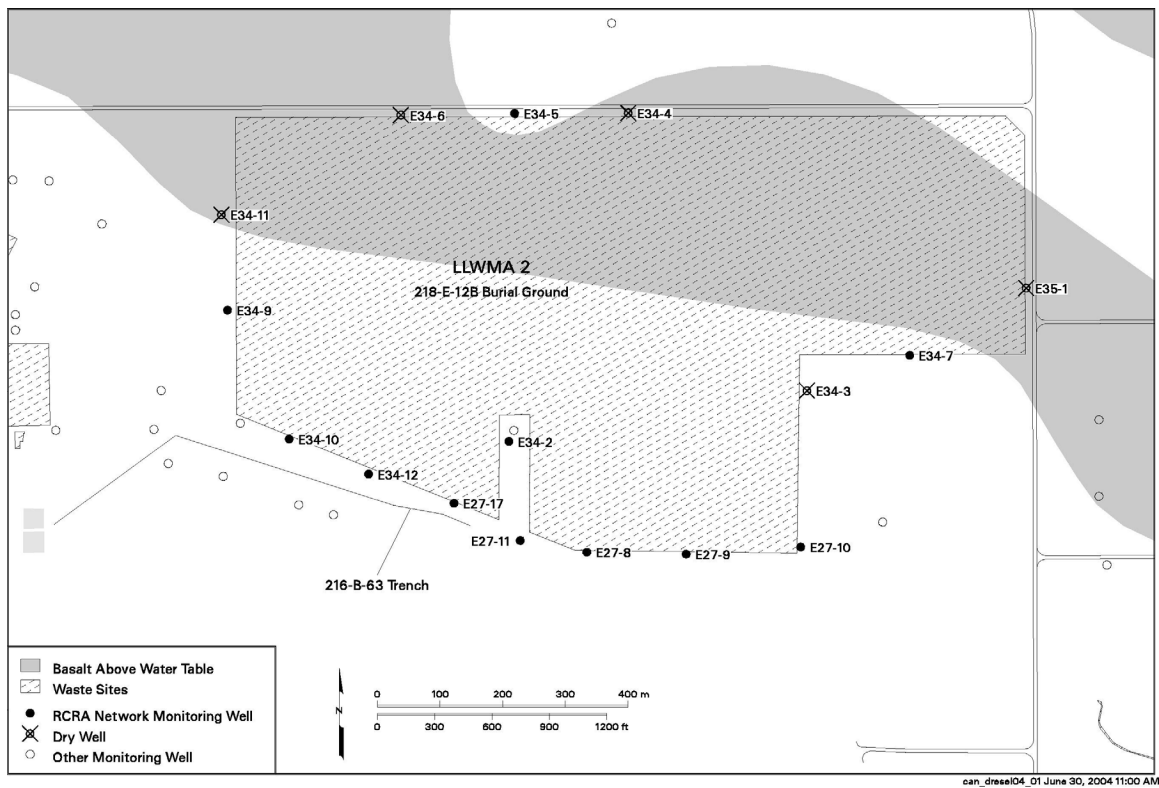 E34-6
E34-5
E34-4
E34-11
LLWMA 2
218-E-12B Burial Ground
E35-1
E34-9
E34-7
E34-3
E34-10
E34-2
E34-12
E27-17
E27-11
E27-8
E27-9
E27-10
216-B-63 Trench
Basalt Above Water Table
Waste Sites
RCRA Network Monitoring Well
Dry Well
Other Monitoring Well
N
0 100 200 300 400 m
0 300 600 900 1200 ft
can_dresel04_01 June 30, 2004 11:00 AM